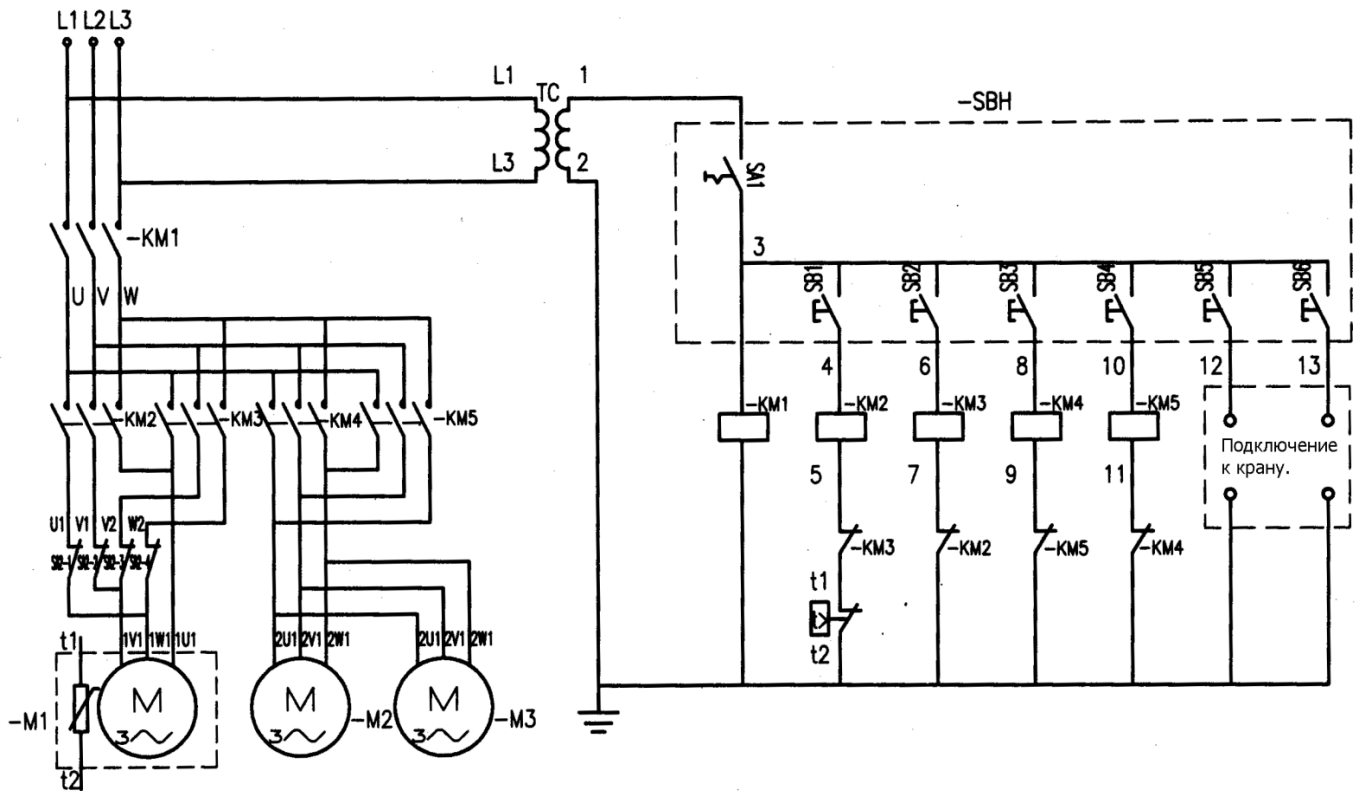 L1 L2 L3
L1 TC 1
L3 2
-SBH
SA1
-KM1
3
U V W
SB1 SB2 SB3 SB4 SB5 SB6
4 6 8 10 12 13
-KM2 -KM3 -KM4 -KM5
-KM1 -KM2 -KM3 -KM4 -KM5
Подключение
к крану.
5 7 9 11
U1 V1 V2 W2
-KM3 -KM2 -KM5 -KM4
t1
t2
t1
1V1 1W1 1U1 2U1 2V1 2W1 2U1 2V1 2W1
M M M
3 3 3
-M1 -M2 -M3
t2